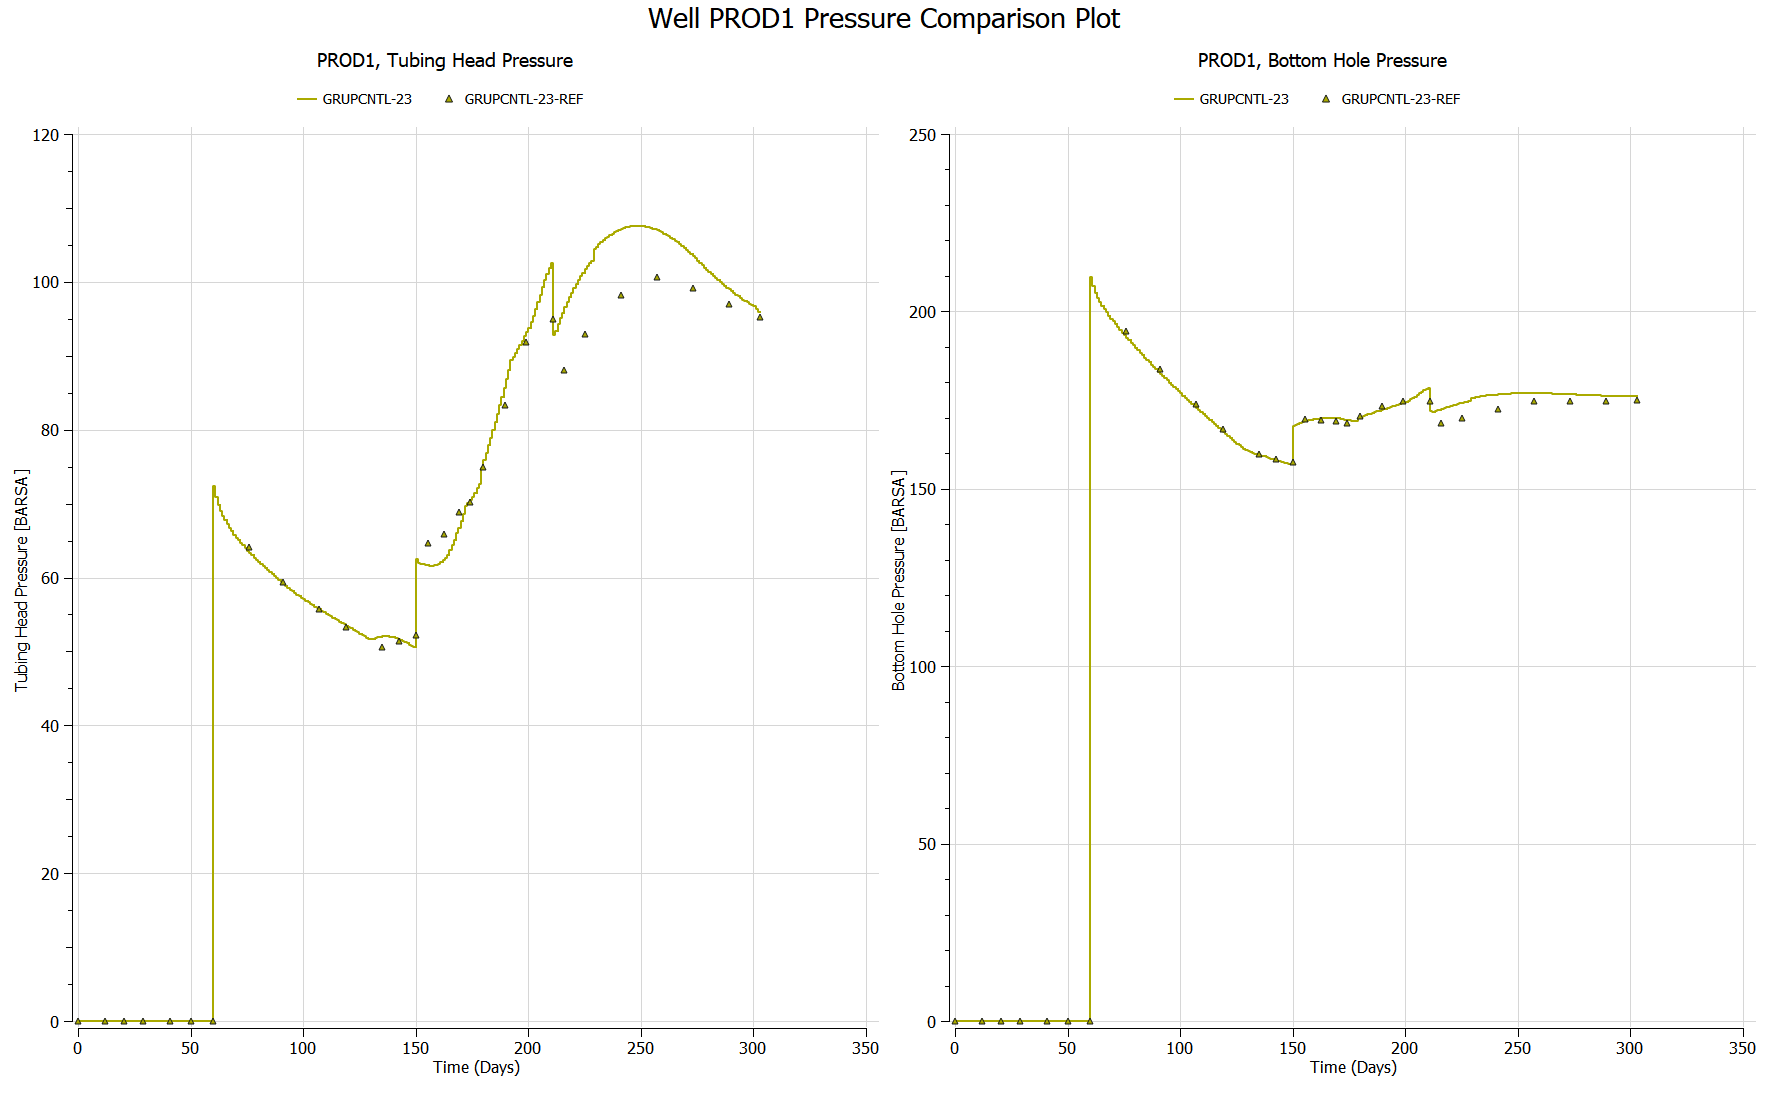 Well PROD1 Pressure Comparison Plot
PROD1, Tubing Head Pressure
GRUPCNTL-23 GRUPCNTL-23-REF
120
100
80
60
40
20
0
Tubing Head Pressure [BARSA]
0 50 100 150 200 250 300 350
Time (Days)
PROD1, Bottom Hole Pressure
GRUPCNTL-23 GRUPCNTL-23-REF
250
200
150
100
50
0
Bottom Hole Pressure [BARSA]
0 50 100 150 200 250 300 350
Time (Days)